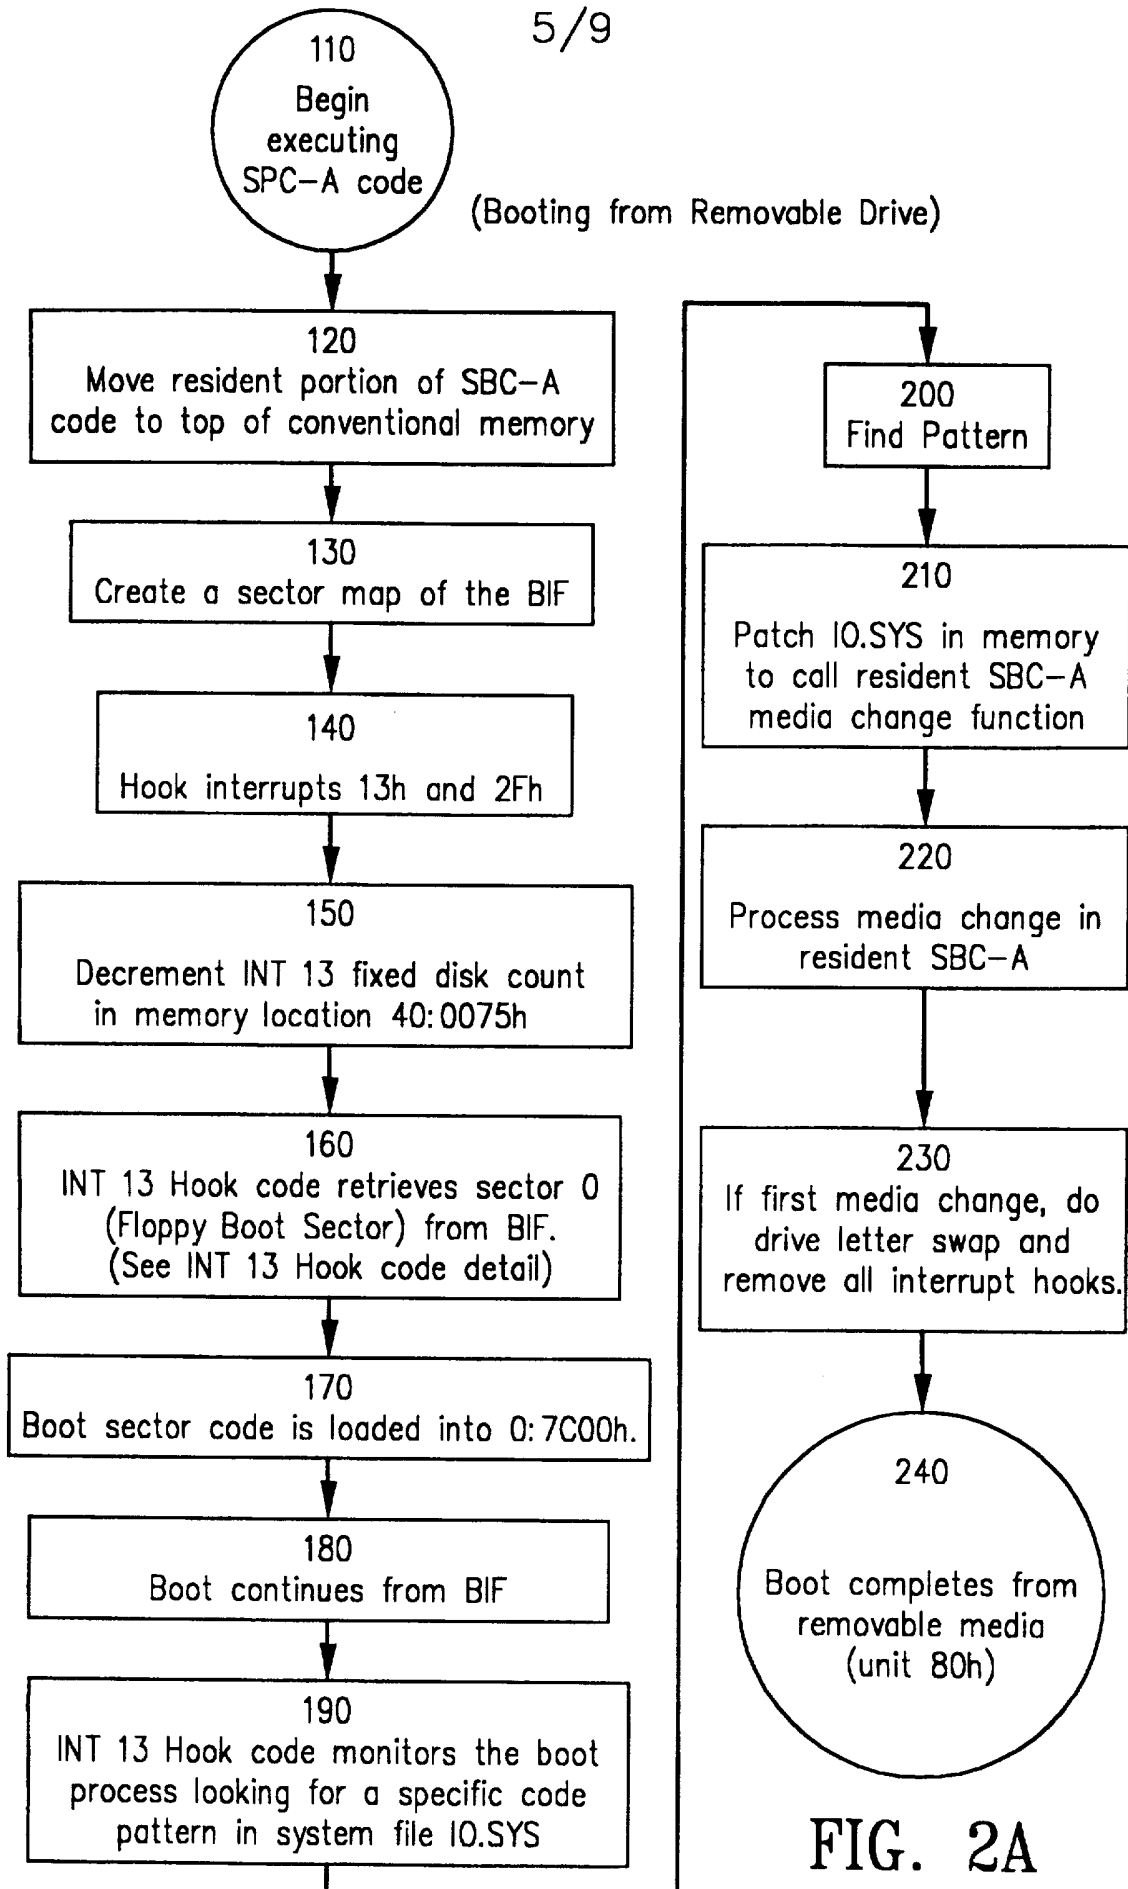 5/9
110
Begin
executing
SPC-A code
(Booting from Removable Drive)
120
Move resident portion of SBC-A
code to top of conventional memory
130
Create a sector map of the BIF
140
Hook interrupts 13h and 2Fh
150
Decrement INT 13 fixed disk count
in memory location 40:0075h
160
INT 13 Hook code retrieves sector 0
(Floppy Boot Sector) from BIF.
(See INT 13 Hook code detail)
170
Boot sector code is loaded into 0:7C00h.
180
Boot continues from BIF
190
INT 13 Hook code monitors the boot
process looking for a specific code
pattern in system file IO.SYS
200
Find Pattern
210
Patch IO.SYS in memory
to call resident SBC-A
media change function
220
Process media change in
resident SBC-A
230
If first media change, do
drive letter swap and
remove all interrupt hooks.
240
Boot completes from
removable media
(unit 80h)
FIG. 2A